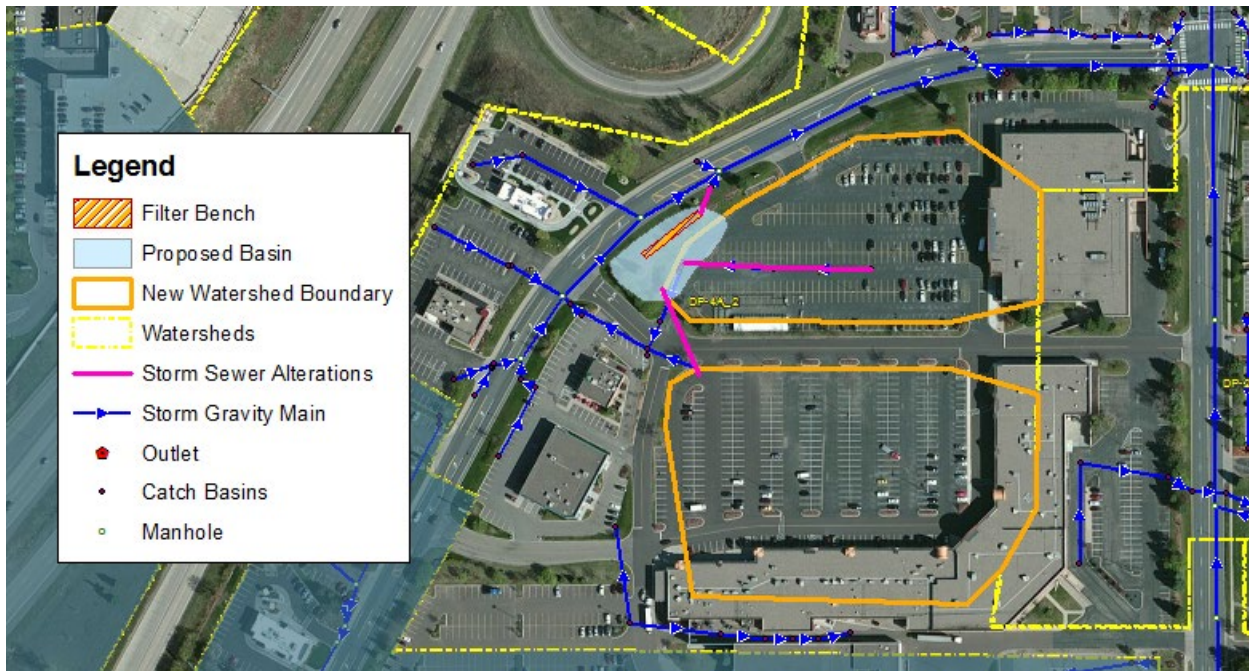 Legend
Filter Bench
Proposed Basin
New Watershed Boundary
Watersheds
Storm Sewer Alterations
Storm Gravity Main
Outlet
Catch Basins
Manhole
DP-4A_2